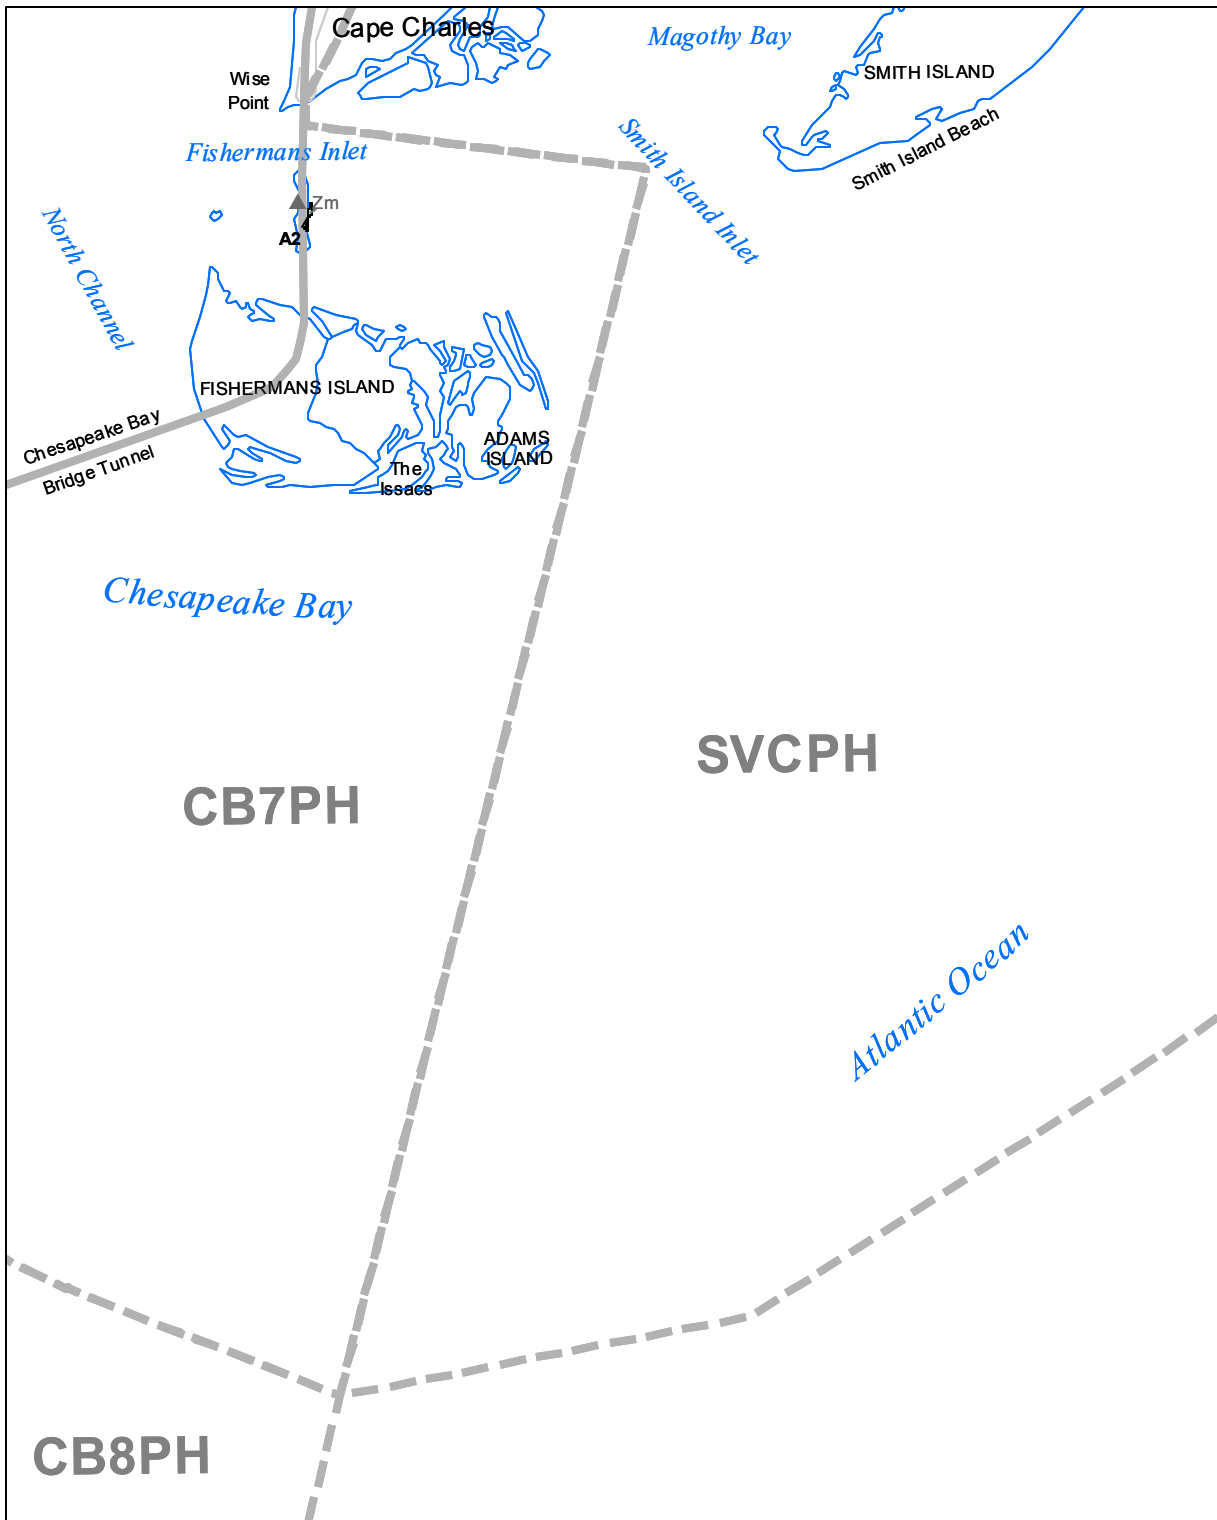 Cape Charles
Magothy Bay
SMITH ISLAND
Wise
Point
Smith Island Beach
Fishermans Inlet
Smith Island Inlet
Zm
A2
North Channel
FISHERMANS ISLAND
Chesapeake Bay
Bridge Tunnel
ADAMS
ISLAND
The
Issacs
Chesapeake Bay
SVCPH
CB7PH
Atlantic Ocean
CB8PH